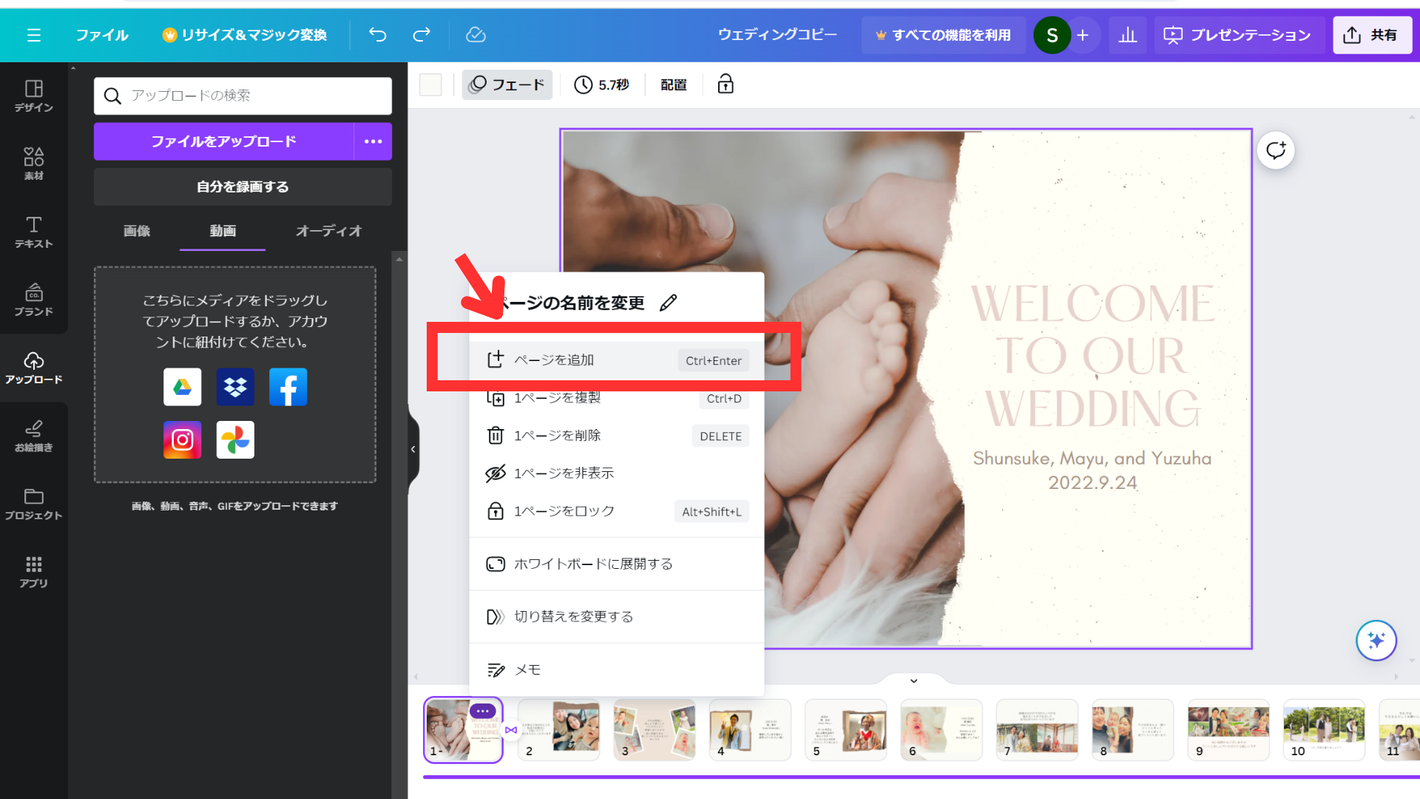 ファイル
リサイズ&マジック変換
ウェディングコピー
すべての機能を利用
S
プレゼンテーション
共有
デザイン
素材
テキスト
CO.
ブランド
アップロード
お絵描き
プロジェクト
アプリ
アップロードの検索
ファイルをアップロード
自分を録画する
画像
動画
オーディオ
こちらにメディアをドラッグし
てアップロードするか、アカウ
ントに紐付けてください。
画像、動画、音声、GIFをアップロードできます
フェード
5.7秒
配置
ページの名前を変更
ページを追加 Ctrl+Enter
1ページを複製 Ctrl+D
1ページを削除 DELETE
1ページを非表示
1ページをロック Alt+Shift+L
ホワイトボードに展開する
切り替えを変更する
メモ
WELCOME
TO OUR
WEDDING
Shunsuke, Mayu, and Yuzuha
2022.9.24
1 -
2
3
4
5
6
7
8
9
10
11